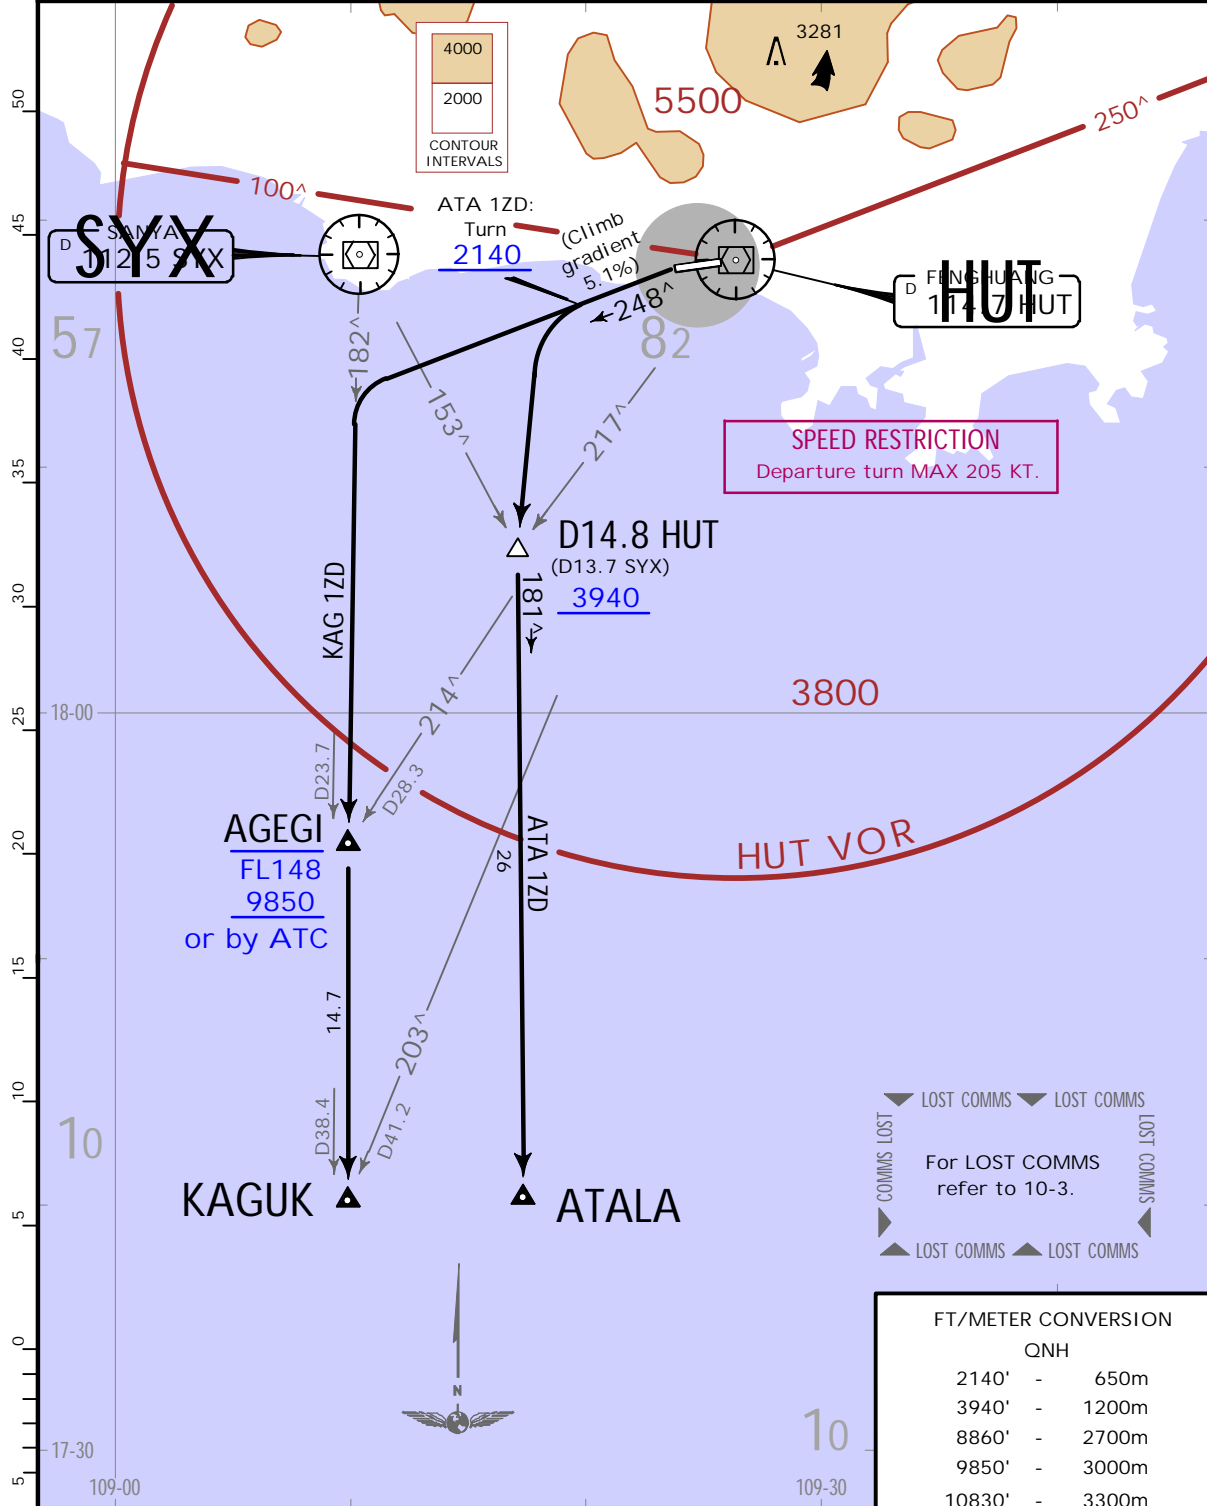 4000
2000
CONTOUR
INTERVALS
3281
5500
250^
100^
ATA 1ZD:
Turn
2140
(Climb
gradient
5.1%)
248^
D
SANYA
112.5 SYX
SYX
D
FENGHUANG
114.7 HUT
HUT
57
82
182^
153^
217^
SPEED RESTRICTION
Departure turn MAX 205 KT.
D14.8 HUT
(D13.7 SYX)
3940
181^
KAG 1ZD
3800
18-00
214^
D23.7
D28.3
AGEGI
FL148
9850
or by ATC
ATA 1ZD
26
HUT VOR
14.7
203^
D38.4
D41.2
10
KAGUK
ATALA
LOST COMMS LOST COMMS
COMMS LOST
LOST COMMS
For LOST COMMS
refer to 10-3.
LOST COMMS LOST COMMS
N
10
17-30
109-00
109-30
50
45
40
35
30
25
20
15
10
5
0
5
FT/METER CONVERSION
QNH
2140' - 650m
3940' - 1200m
8860' - 2700m
9850' - 3000m
10830' - 3300m